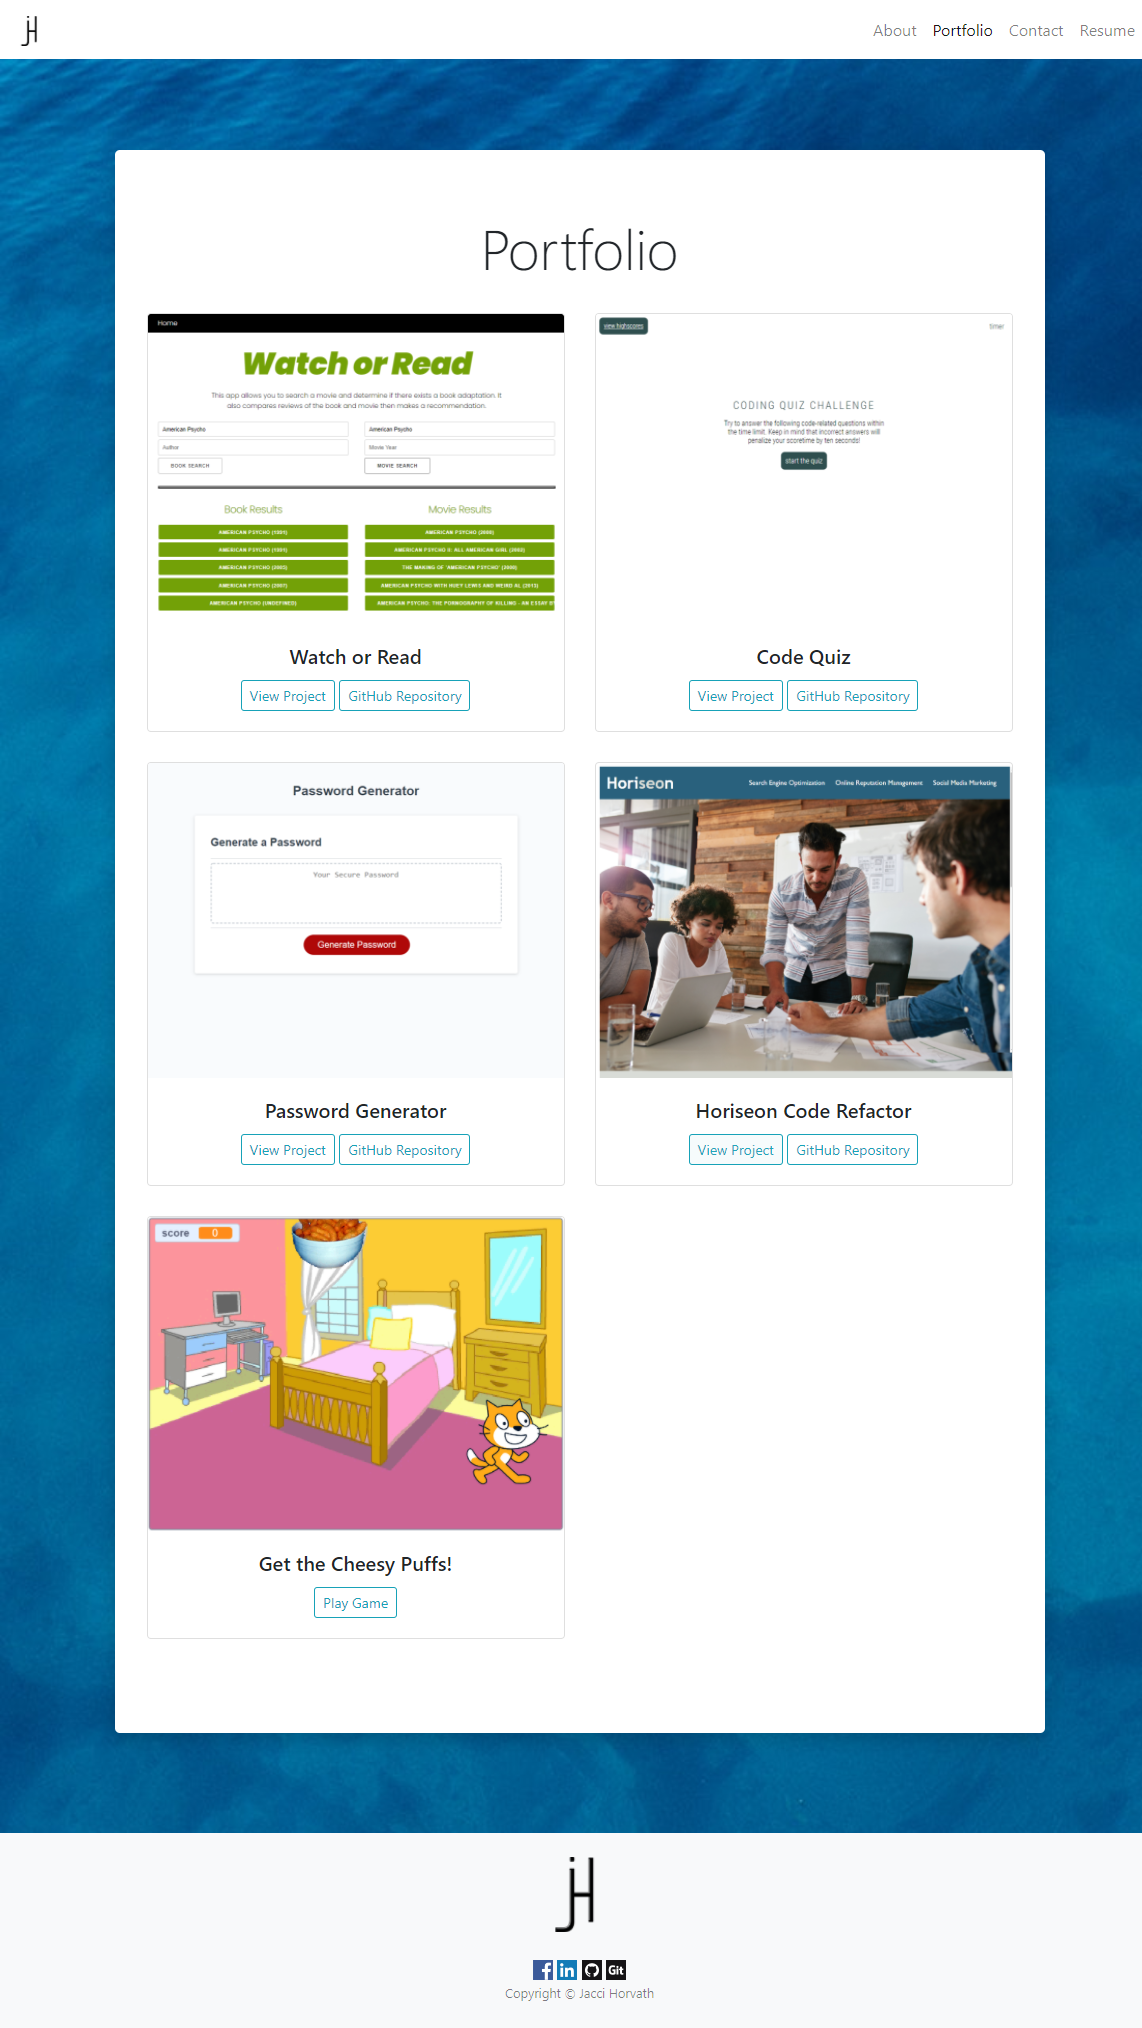 jH
About Portfolio Contact Resume
Portfolio
Home
Watch or Read
This app allows you to search a movie and determine if there exists a book adaptation. It
also compares reviews of the book and movie then makes a recommendation.
American Psycho
American Psycho
Author
Movie Year
BOOK SEARCH
MOVIE SEARCH
Book Results
Movie Results
AMERICAN PSYCHO (1991)
AMERICAN PSYCHO (2000)
AMERICAN PSYCHO (1991)
AMERICAN PSYCHO II: ALL AMERICAN GIRL (2002)
AMERICAN PSYCHO (2003)
THE MAKING OF 'AMERICAN PSYCHO' (2000)
AMERICAN PSYCHO (2007)
AMERICAN PSYCHO WITH HUEY LEWIS AND WEIRD AL (2013)
AMERICAN PSYCHO (UNDEFINED)
AMERICAN PSYCHO: THE PORNOGRAPHY OF KILLING - AN ESSAY
Watch or Read
View Project GitHub Repository
view highscores
timer
CODING QUIZ CHALLENGE
Try to answer the following code-related questions within
the time limit. Keep in mind that incorrect answers will
penalize your scoretime by ten seconds!
start the quiz
Code Quiz
View Project GitHub Repository
Password Generator
Generate a Password
Your Secure Password
Generate Password
Password Generator
View Project GitHub Repository
Horiseon
Search Engine Optimization Online Reputation Management Social Media Marketing
Horiseon Code Refactor
View Project GitHub Repository
score 0
Get the Cheesy Puffs!
Play Game
jH
f in Git
Copyright © Jacci Horvath